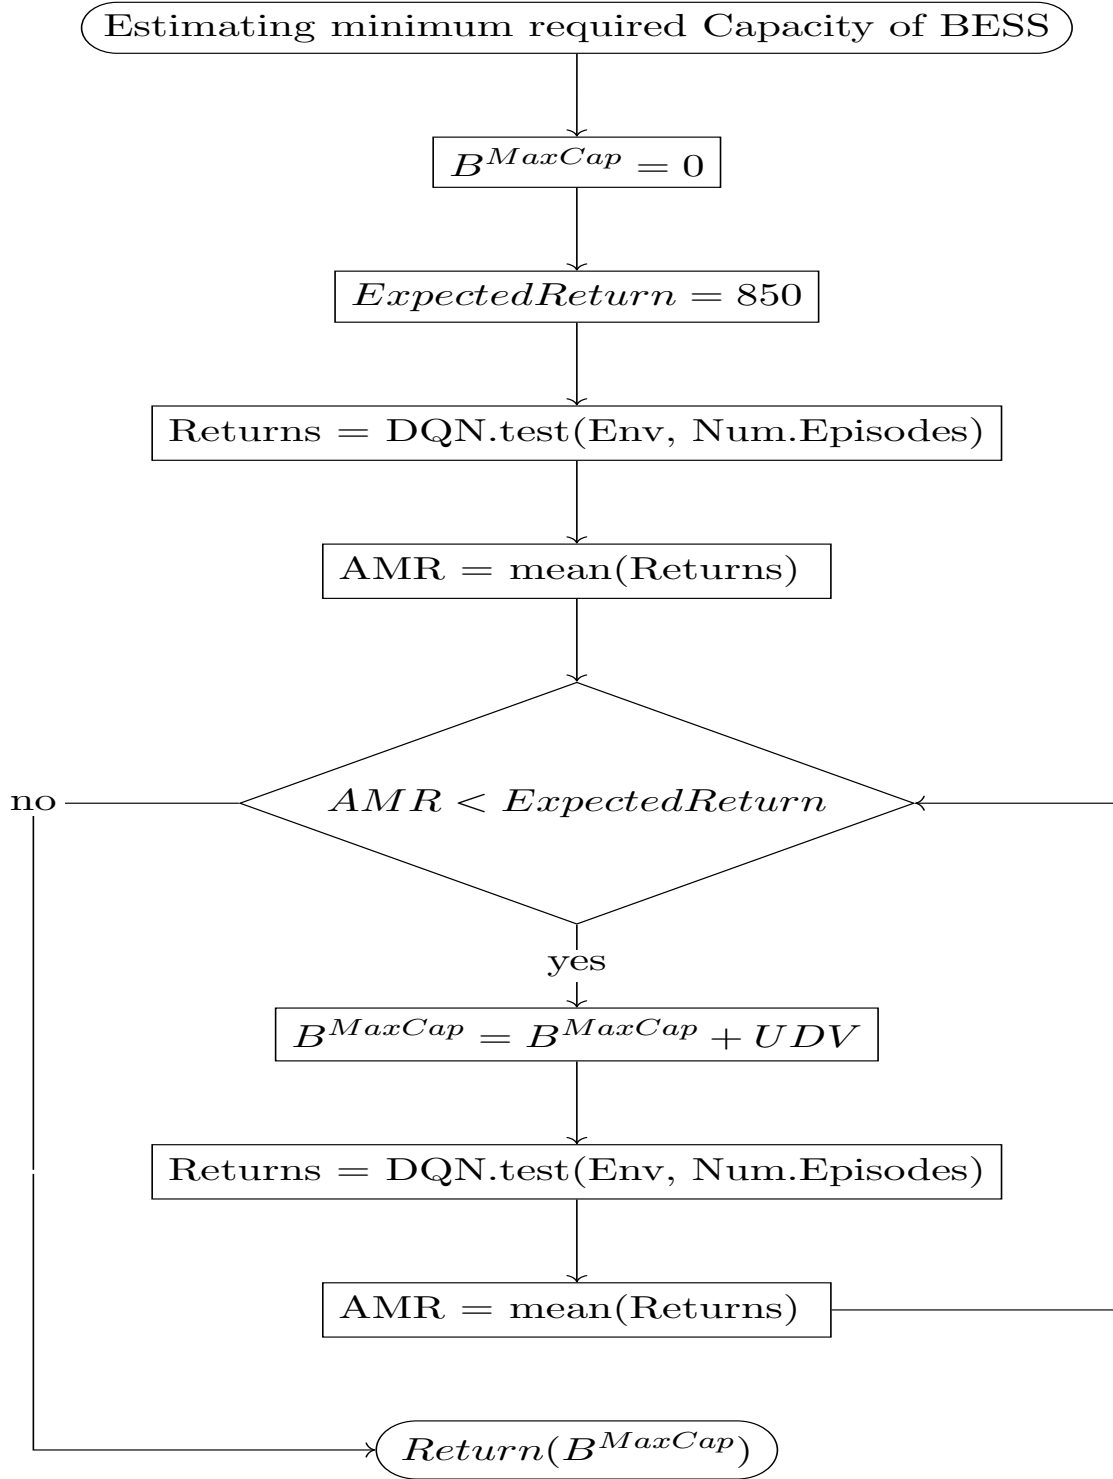 Estimating minimum required Capacity of BESS
$B^{MaxCap} = 0$
$ExpectedReturn = 850$
Returns = DQN.test(Env, Num.Episodes)
AMR = mean(Returns)
$AMR < ExpectedReturn$
no
yes
$B^{MaxCap} = B^{MaxCap} + UDV$
Returns = DQN.test(Env, Num.Episodes)
AMR = mean(Returns)
$Return(B^{MaxCap})$